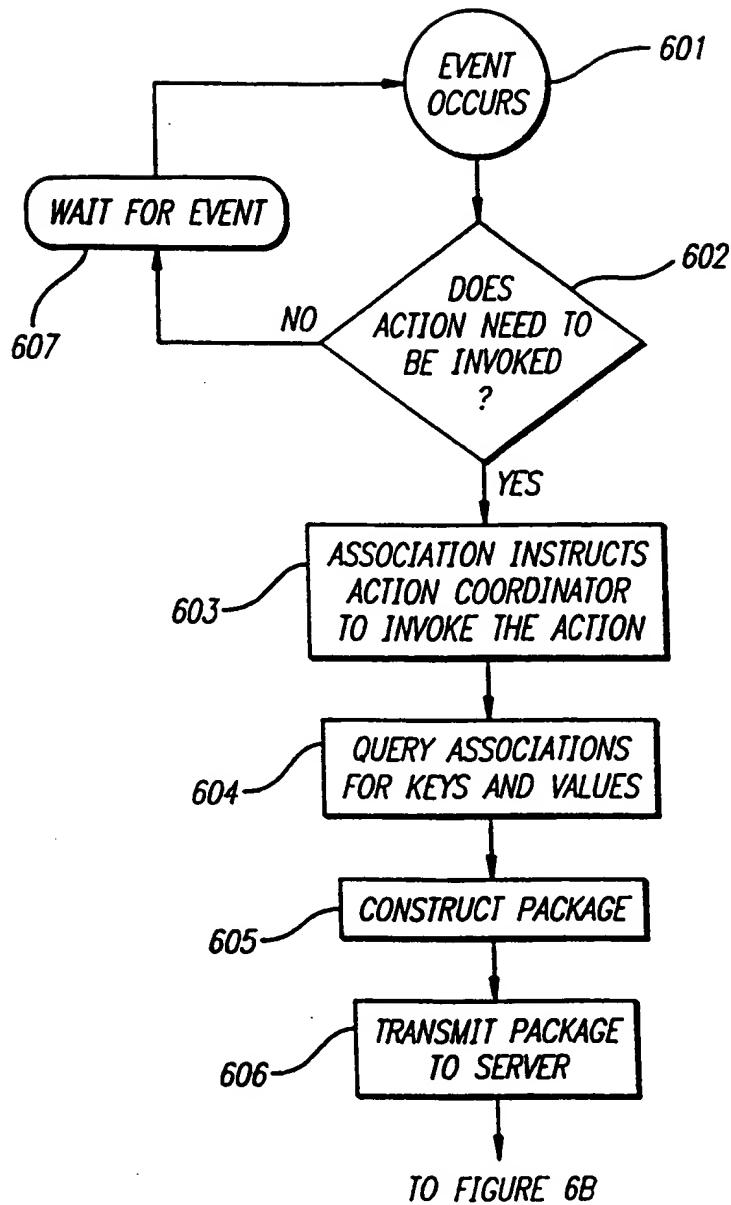 EVENT
OCCURS
601
WAIT FOR EVENT
607
DOES
ACTION NEED TO
BE INVOKED
?
602
NO
YES
ASSOCIATION INSTRUCTS
ACTION COORDINATOR
TO INVOKE THE ACTION
603
QUERY ASSOCIATIONS
FOR KEYS AND VALUES
604
CONSTRUCT PACKAGE
605
TRANSMIT PACKAGE
TO SERVER
606
TO FIGURE 6B